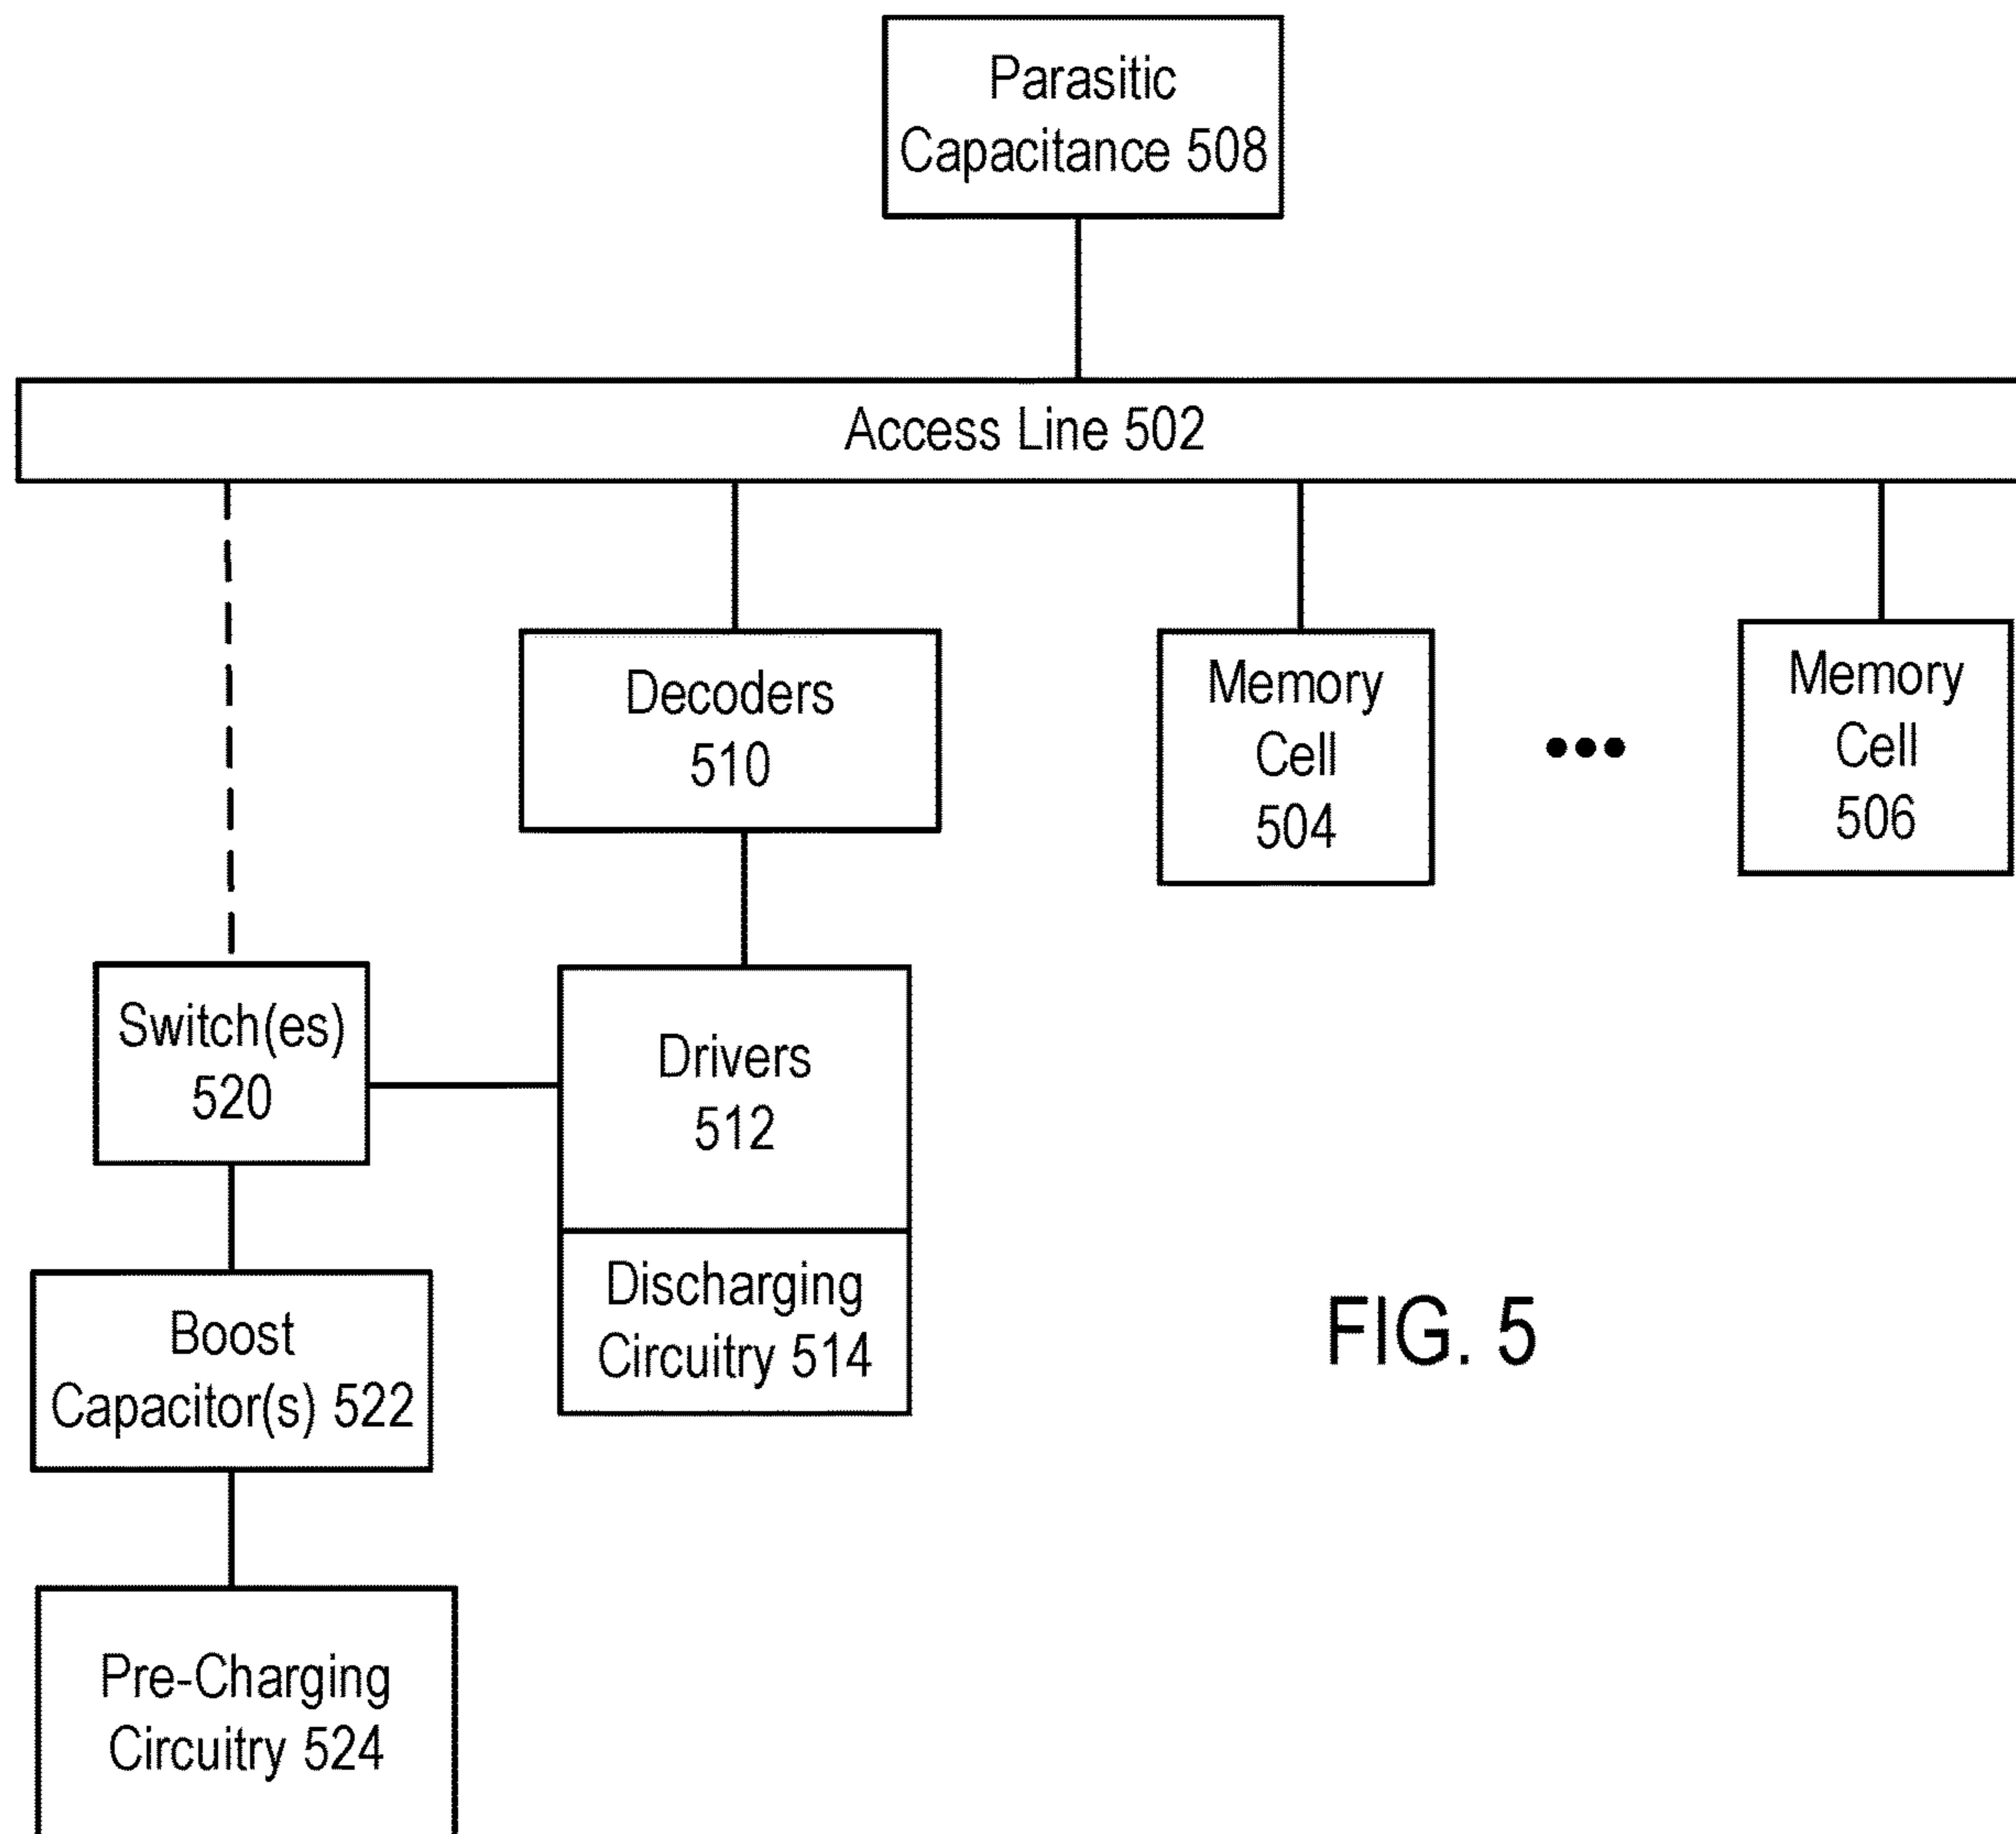 Parasitic
Capacitance 508
Access Line 502
Decoders
510
Memory
Cell
504
•••
Memory
Cell
506
Switch(es)
520
Drivers
512
Discharging
Circuitry 514
Boost
Capacitor(s) 522
Pre-Charging
Circuitry 524
FIG. 5